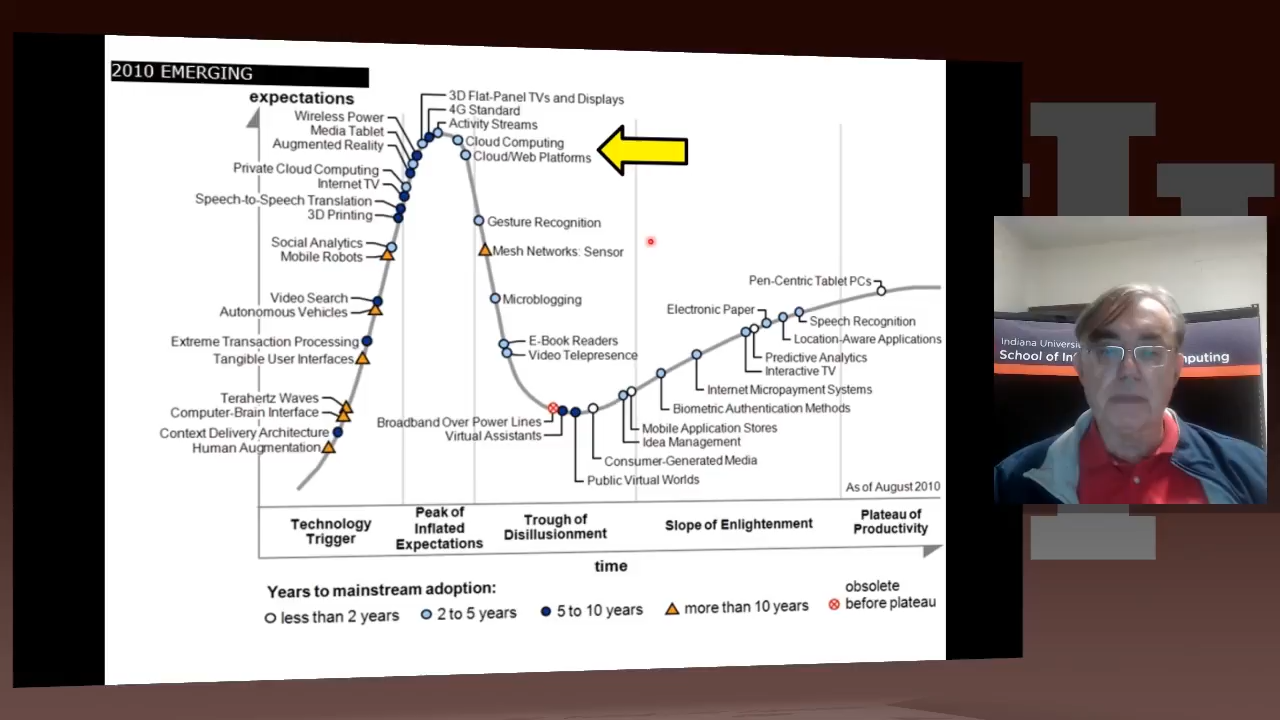 2010 EMERGING
expectations
3D Flat-Panel TVs and Displays
4G Standard
Activity Streams
Wireless Power
Media Tablet
Augmented Reality
Cloud Computing
Cloud/Web Platforms
Private Cloud Computing
Internet TV
Speech-to-Speech Translation
3D Printing
Gesture Recognition
Social Analytics
Mobile Robots
Mesh Networks: Sensor
Video Search
Autonomous Vehicles
Microblogging
Extreme Transaction Processing
Tangible User Interfaces
E-Book Readers
Video Telepresence
Terahertz Waves
Computer-Brain Interface
Context Delivery Architecture
Human Augmentation
Broadband Over Power Lines
Virtual Assistants
Public Virtual Worlds
Consumer-Generated Media
Idea Management
Mobile Application Stores
Biometric Authentication Methods
Internet Micropayment Systems
Interactive TV
Predictive Analytics
Electronic Paper
Location-Aware Applications
Speech Recognition
Pen-Centric Tablet PCs
As of August 2010
Technology
Trigger
Peak of
Inflated
Expectations
Trough of
Disillusionment
Slope of Enlightenment
Plateau of
Productivity
time
Years to mainstream adoption:
less than 2 years
2 to 5 years
5 to 10 years
more than 10 years
obsolete
before plateau
Indiana
School of